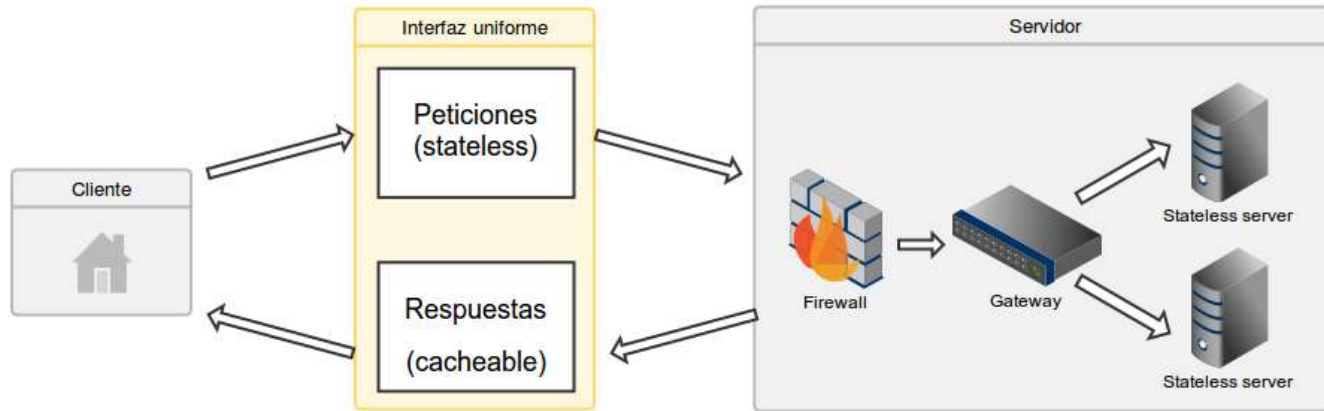 Interfaz uniforme
Servidor
Peticiones
(stateless)
Cliente
Stateless server
Firewall
Gateway
Respuestas
(cacheable)
Stateless server